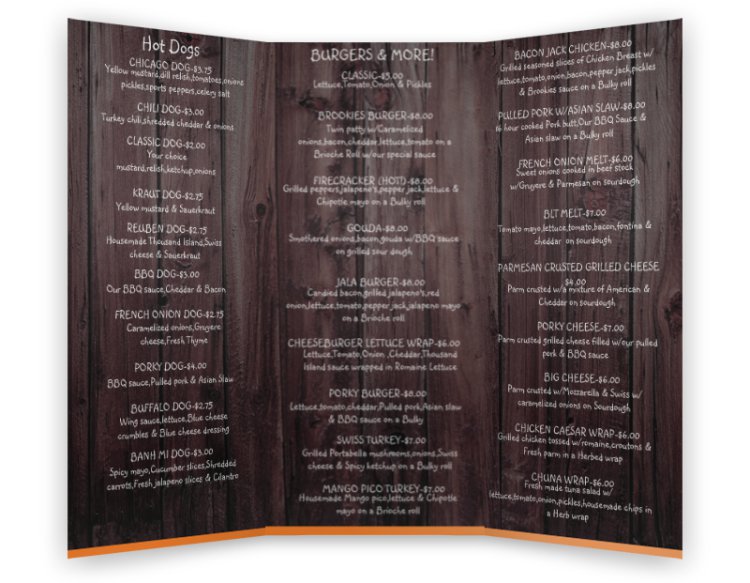 Hot Dogs
CHICAGO DOG-$3.75
Yellow mustard,dill relish,tomatoes,onions
pickles,sports peppers,celery salt
CHILI DOG-$3.00
Turkey chili,shredded cheddar & onions
CLASSIC DOG-$2.00
Your choice
mustard,relish,ketchup,onions
KRAUT DOG-$2.75
Yellow mustard & Sauerkraut
REUBEN DOG-$2.75
Housemade Thousand Island,Swiss
cheese & Sauerkraut
BBQ DOG-$3.00
Our BBQ sauce,Cheddar & Bacon
FRENCH ONION DOG-$2.75
Caramelized onions,Gruyere
cheese,Fresh Thyme
PORKY DOG-$4.00
BBQ sauce,Pulled pork & Asian Slaw
BUFFALO DOG-$2.75
Wing sauce,lettuce,Blue cheese
crumbles & Blue cheese dressing
BANH MI DOG-$3.00
Spicy mayo,Cucumber slices,Shredded
carrots,Fresh jalapeno slices & Cilantro
BURGERS & MORE!
CLASSIC-$5.00
Lettuce,Tomato,Onion & Pickles
BROOKIES BURGER-$8.00
Twin patty w/Caramelized
onions,bacon,cheddar,lettuce,tomato on a
Brioche Roll w/our special sauce
FIRECRACKER (HOT!)-$8.00
Grilled peppers,jalapeno's,pepper jack,lettuce &
Chipotle mayo on a Bulky roll
GOUDA-$8.00
Smothered onions,bacon,gouda w/BBQ sauce
on grilled sour dough
JALA BURGER-$8.00
Candied bacon,grilled jalapeno's,red
onion,lettuce,tomato,pepper jack,jalapeno mayo
on a Brioche roll
CHEESEBURGER LETTUCE WRAP-$6.00
Lettuce,Tomato,Onion ,Cheddar,Thousand
Island sauce wrapped in Romaine Lettuce
PORKY BURGER-$8.00
Lettuce,tomato,cheddar,Pulled pork,Asian slaw
& BBQ sauce on a Bulky roll
SWISS TURKEY-$7.00
Grilled Portabella mushrooms,onions,Swiss
cheese & Spicy ketchup on a Bulky roll
MANGO PICO TURKEY-$7.00
Housemade Mango pico,lettuce & Chipotle
mayo on a Brioche roll
BACON JACK CHICKEN-$8.00
Grilled seasoned slices of Chicken Breast w/
lettuce,tomato,onion,bacon,pepper jack,pickles
& Brookies sauce on a Bulky roll
PULLED PORK W/ASIAN SLAW-$8.00
16 hour cooked Pork butt,Our BBQ Sauce &
Asian slaw on a Bulky roll
FRENCH ONION MELT-$6.00
Sweet onions cooked in beef stock
w/Gruyere & Parmesan on sourdough
BLT MELT-$7.00
Tomato mayo,lettuce,tomato,bacon,fontina &
cheddar on sourdough
PARMESAN CRUSTED GRILLED CHEESE
$4.00
Parm crusted w/a mixture of American &
Cheddar on sourdough
PORKY CHEESE-$7.00
Parm crusted grilled cheese filled w/our pulled
pork & BBQ sauce
BIG CHEESE-$6.00
Parm crusted w/Mozzarella & Swiss w/
caramelized onions on Sourdough
CHICKEN CAESAR WRAP-$6.00
Grilled chicken tossed w/romaine,croutons &
Fresh parm in a Herbed wrap
CHUNA WRAP-$6.00
Fresh made tuna salad w/
lettuce,tomato,onion,pickles,housemade chips in
a Herb wrap